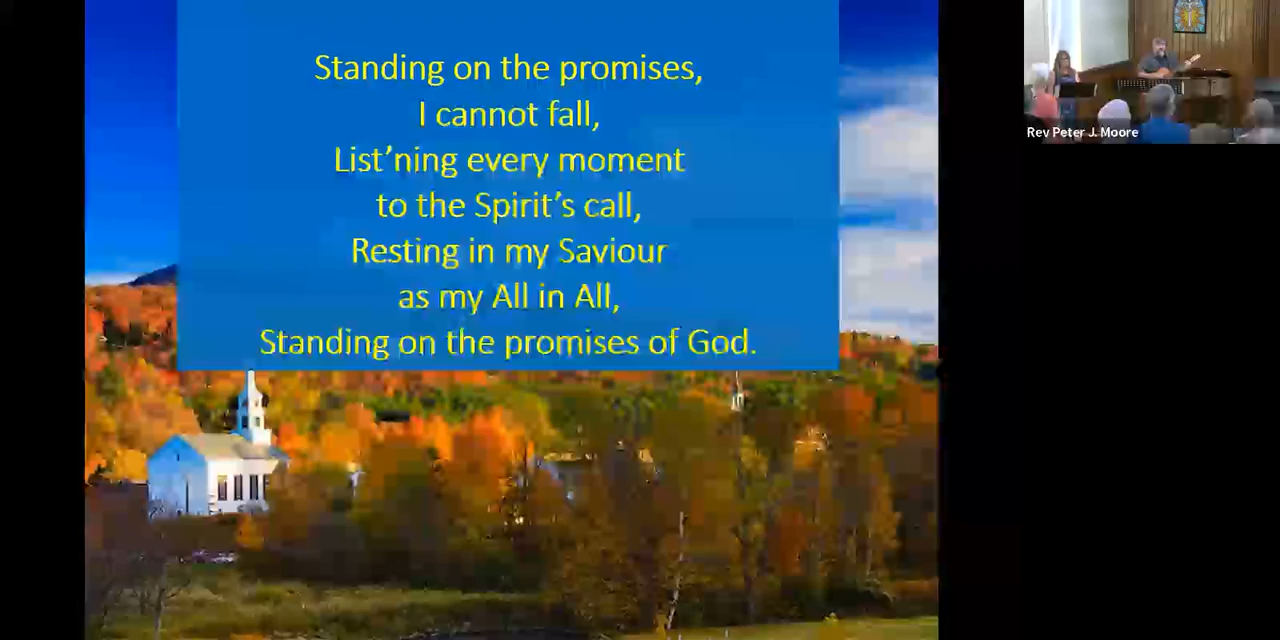 Standing on the promises,
I cannot fall,
List’ning every moment
to the Spirit’s call,
Resting in my Saviour
as my All in All,
Standing on the promises of God.
Rev Peter J. Moore